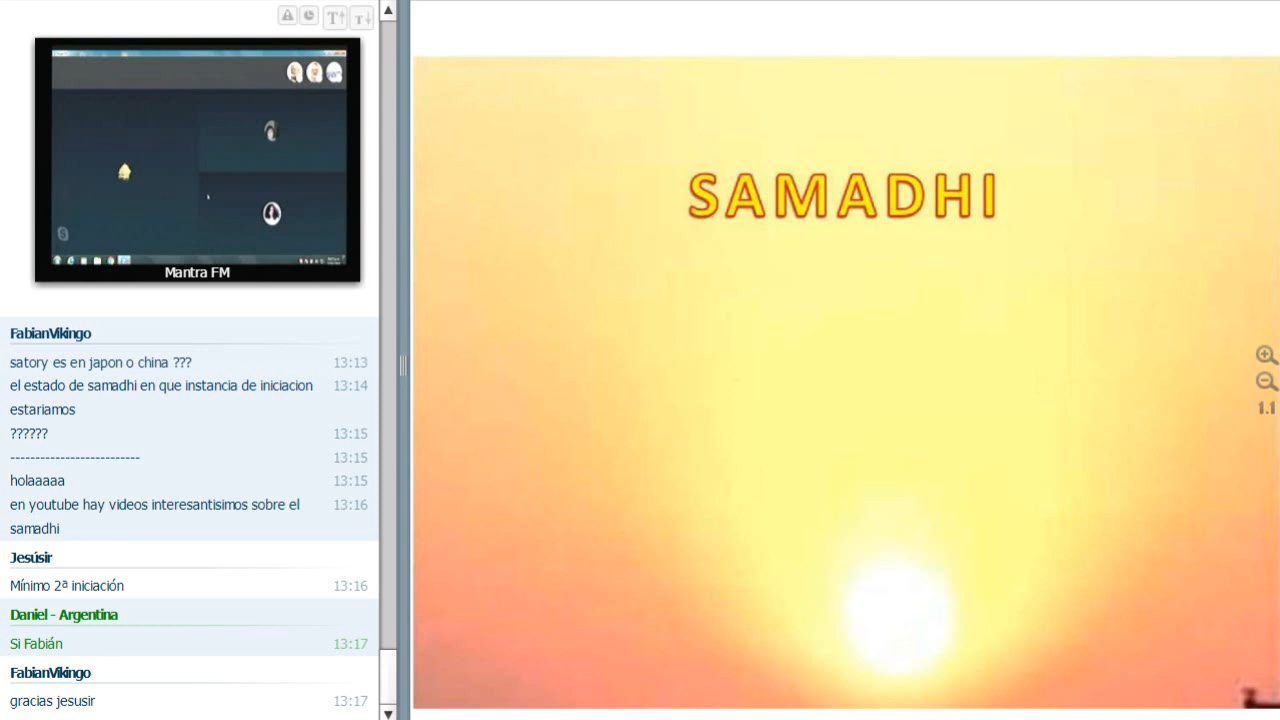 Mantra FM
FabianVikingo
satory es en japon o china ??? 13:13
el estado de samadhi en que instancia de iniciacion 13:14
estariamos
?????? 13:15
-------------------------- 13:15
holaaaaa 13:15
en youtube hay videos interesantisimos sobre el 13:16
samadhi
Jesúsir
Mínimo 2ª iniciación 13:16
Daniel - Argentina
Si Fabián 13:17
FabianVikingo
gracias jesusir 13:17
SAMADHI
1.1